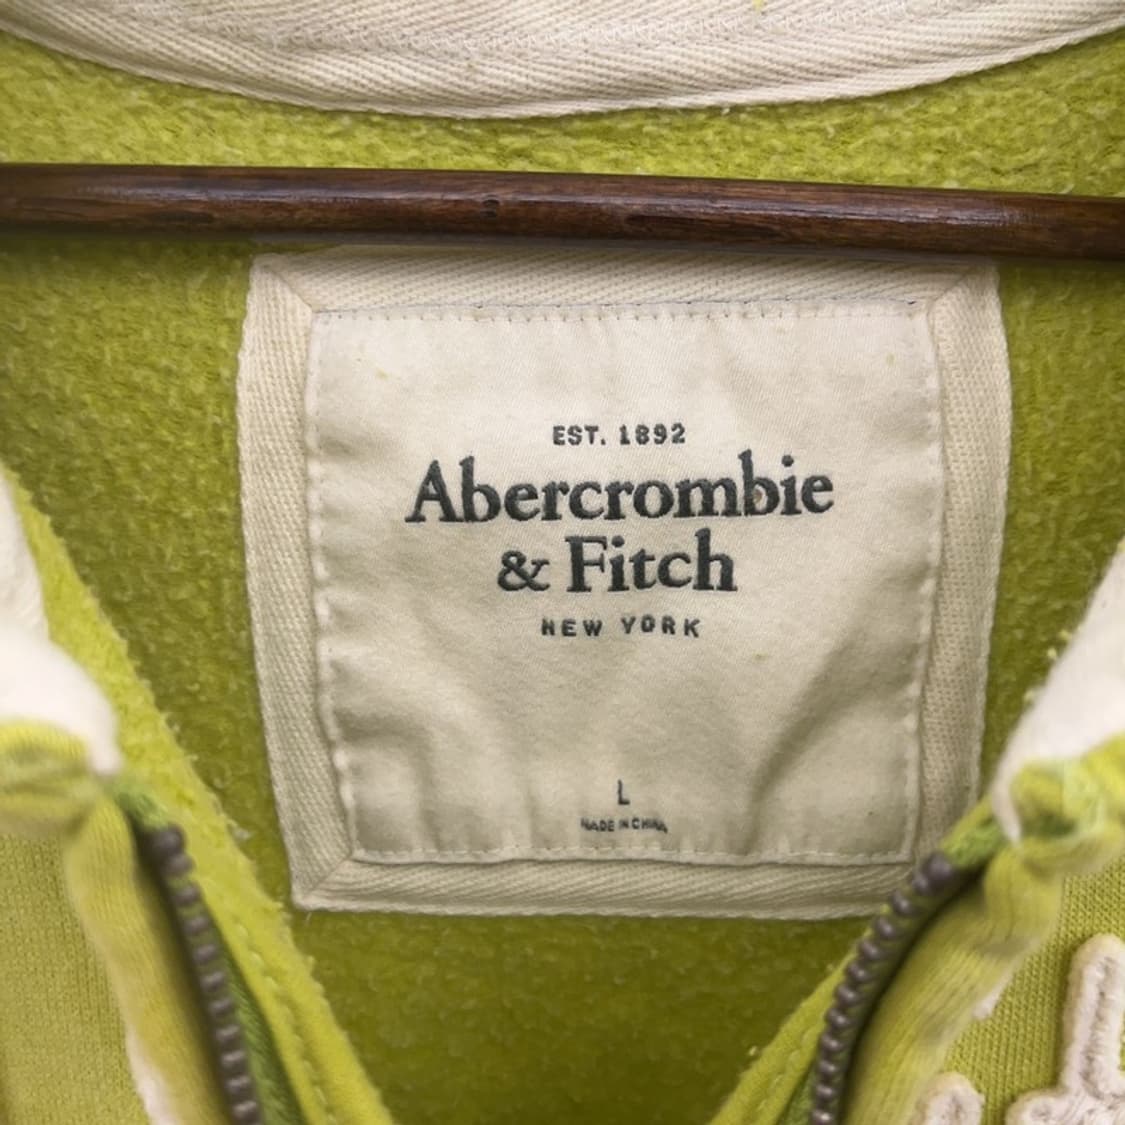 EST. 1892
Abercrombie
& Fitch
NEW YORK
L
MADE IN CHINA